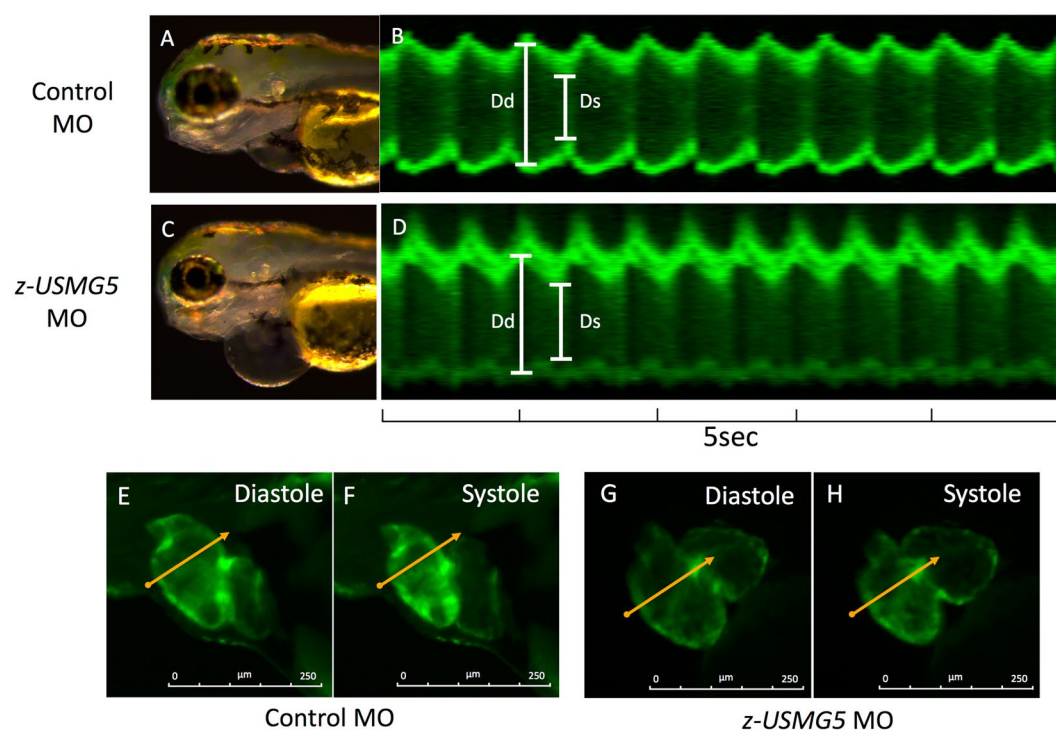 A
B
Control
MO
Dd
Ds
C
D
z-USMG5
MO
Dd
Ds
5sec
E
Diastole
F
Systole
G
Diastole
H
Systole
0 µm 250
0 µm 250
0 µm 250
0 µm 250
Control MO
z-USMG5 MO